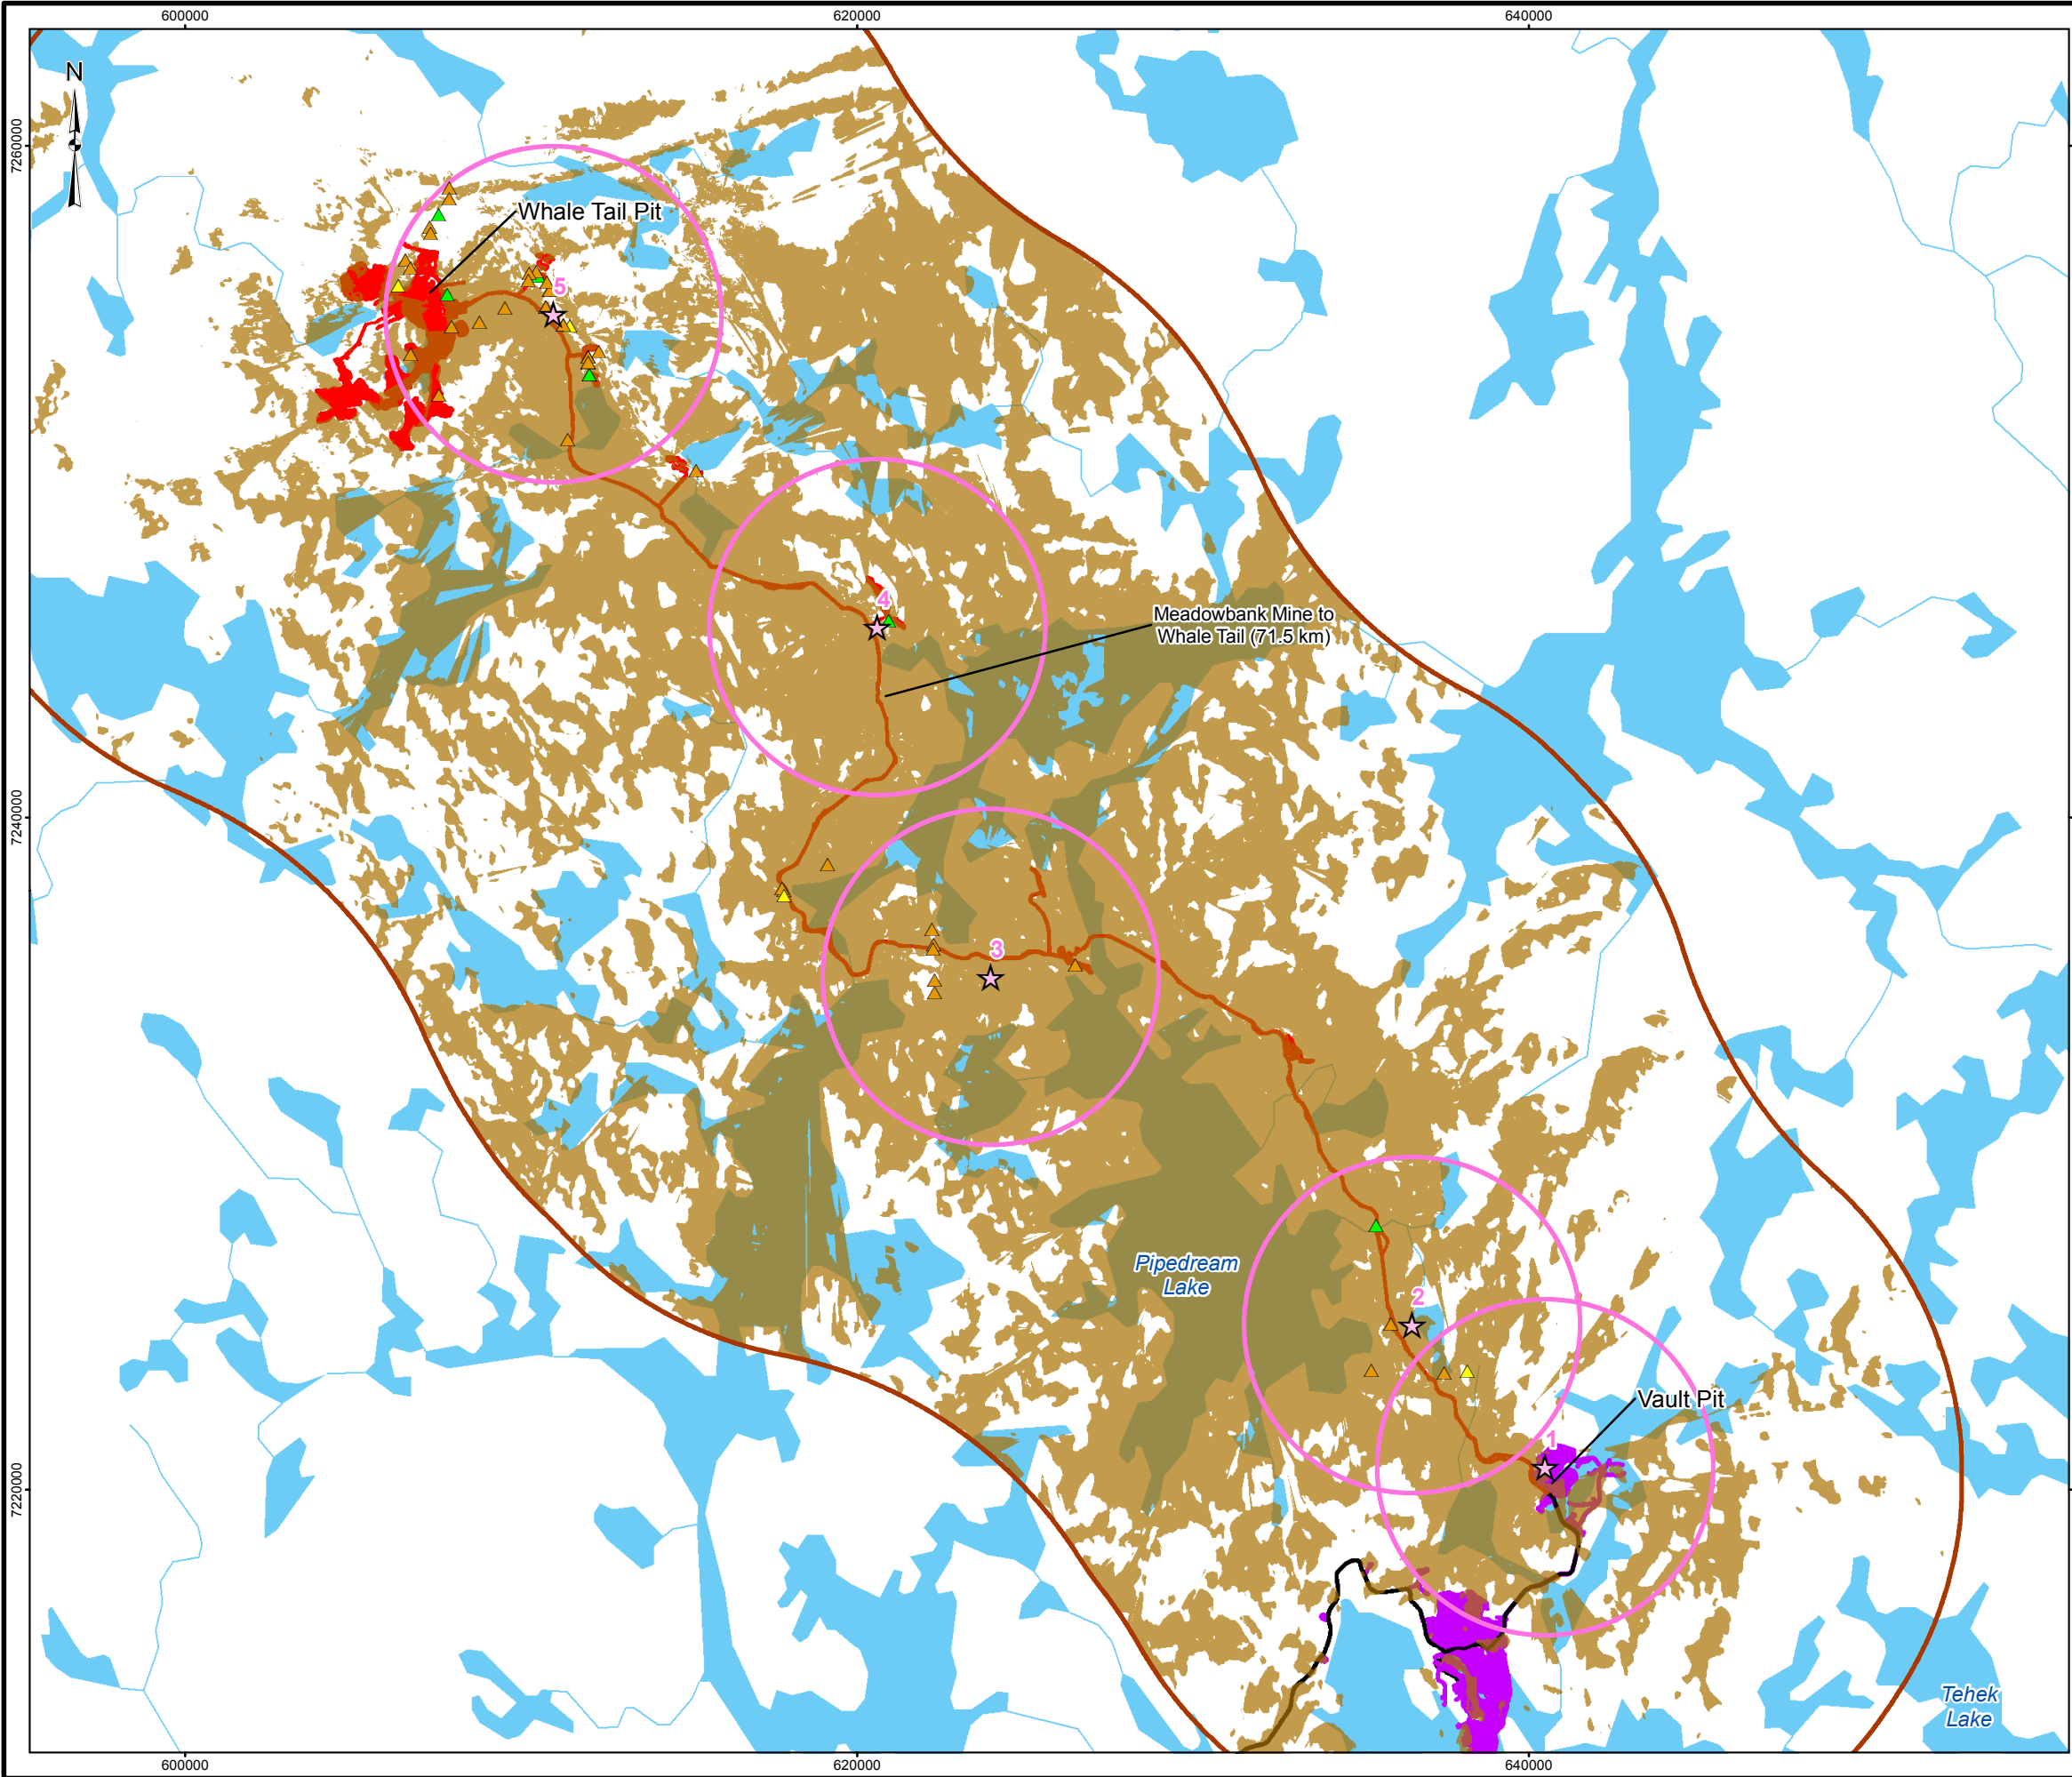 600000
620000
640000
N
7260000
Whale Tail Pit
5
4
Meadowbank Mine to
Whale Tail (71.5 km)
7240000
3
Pipedream
Lake
2
Vault Pit
1
7220000
Tehek
Lake
600000
620000
640000